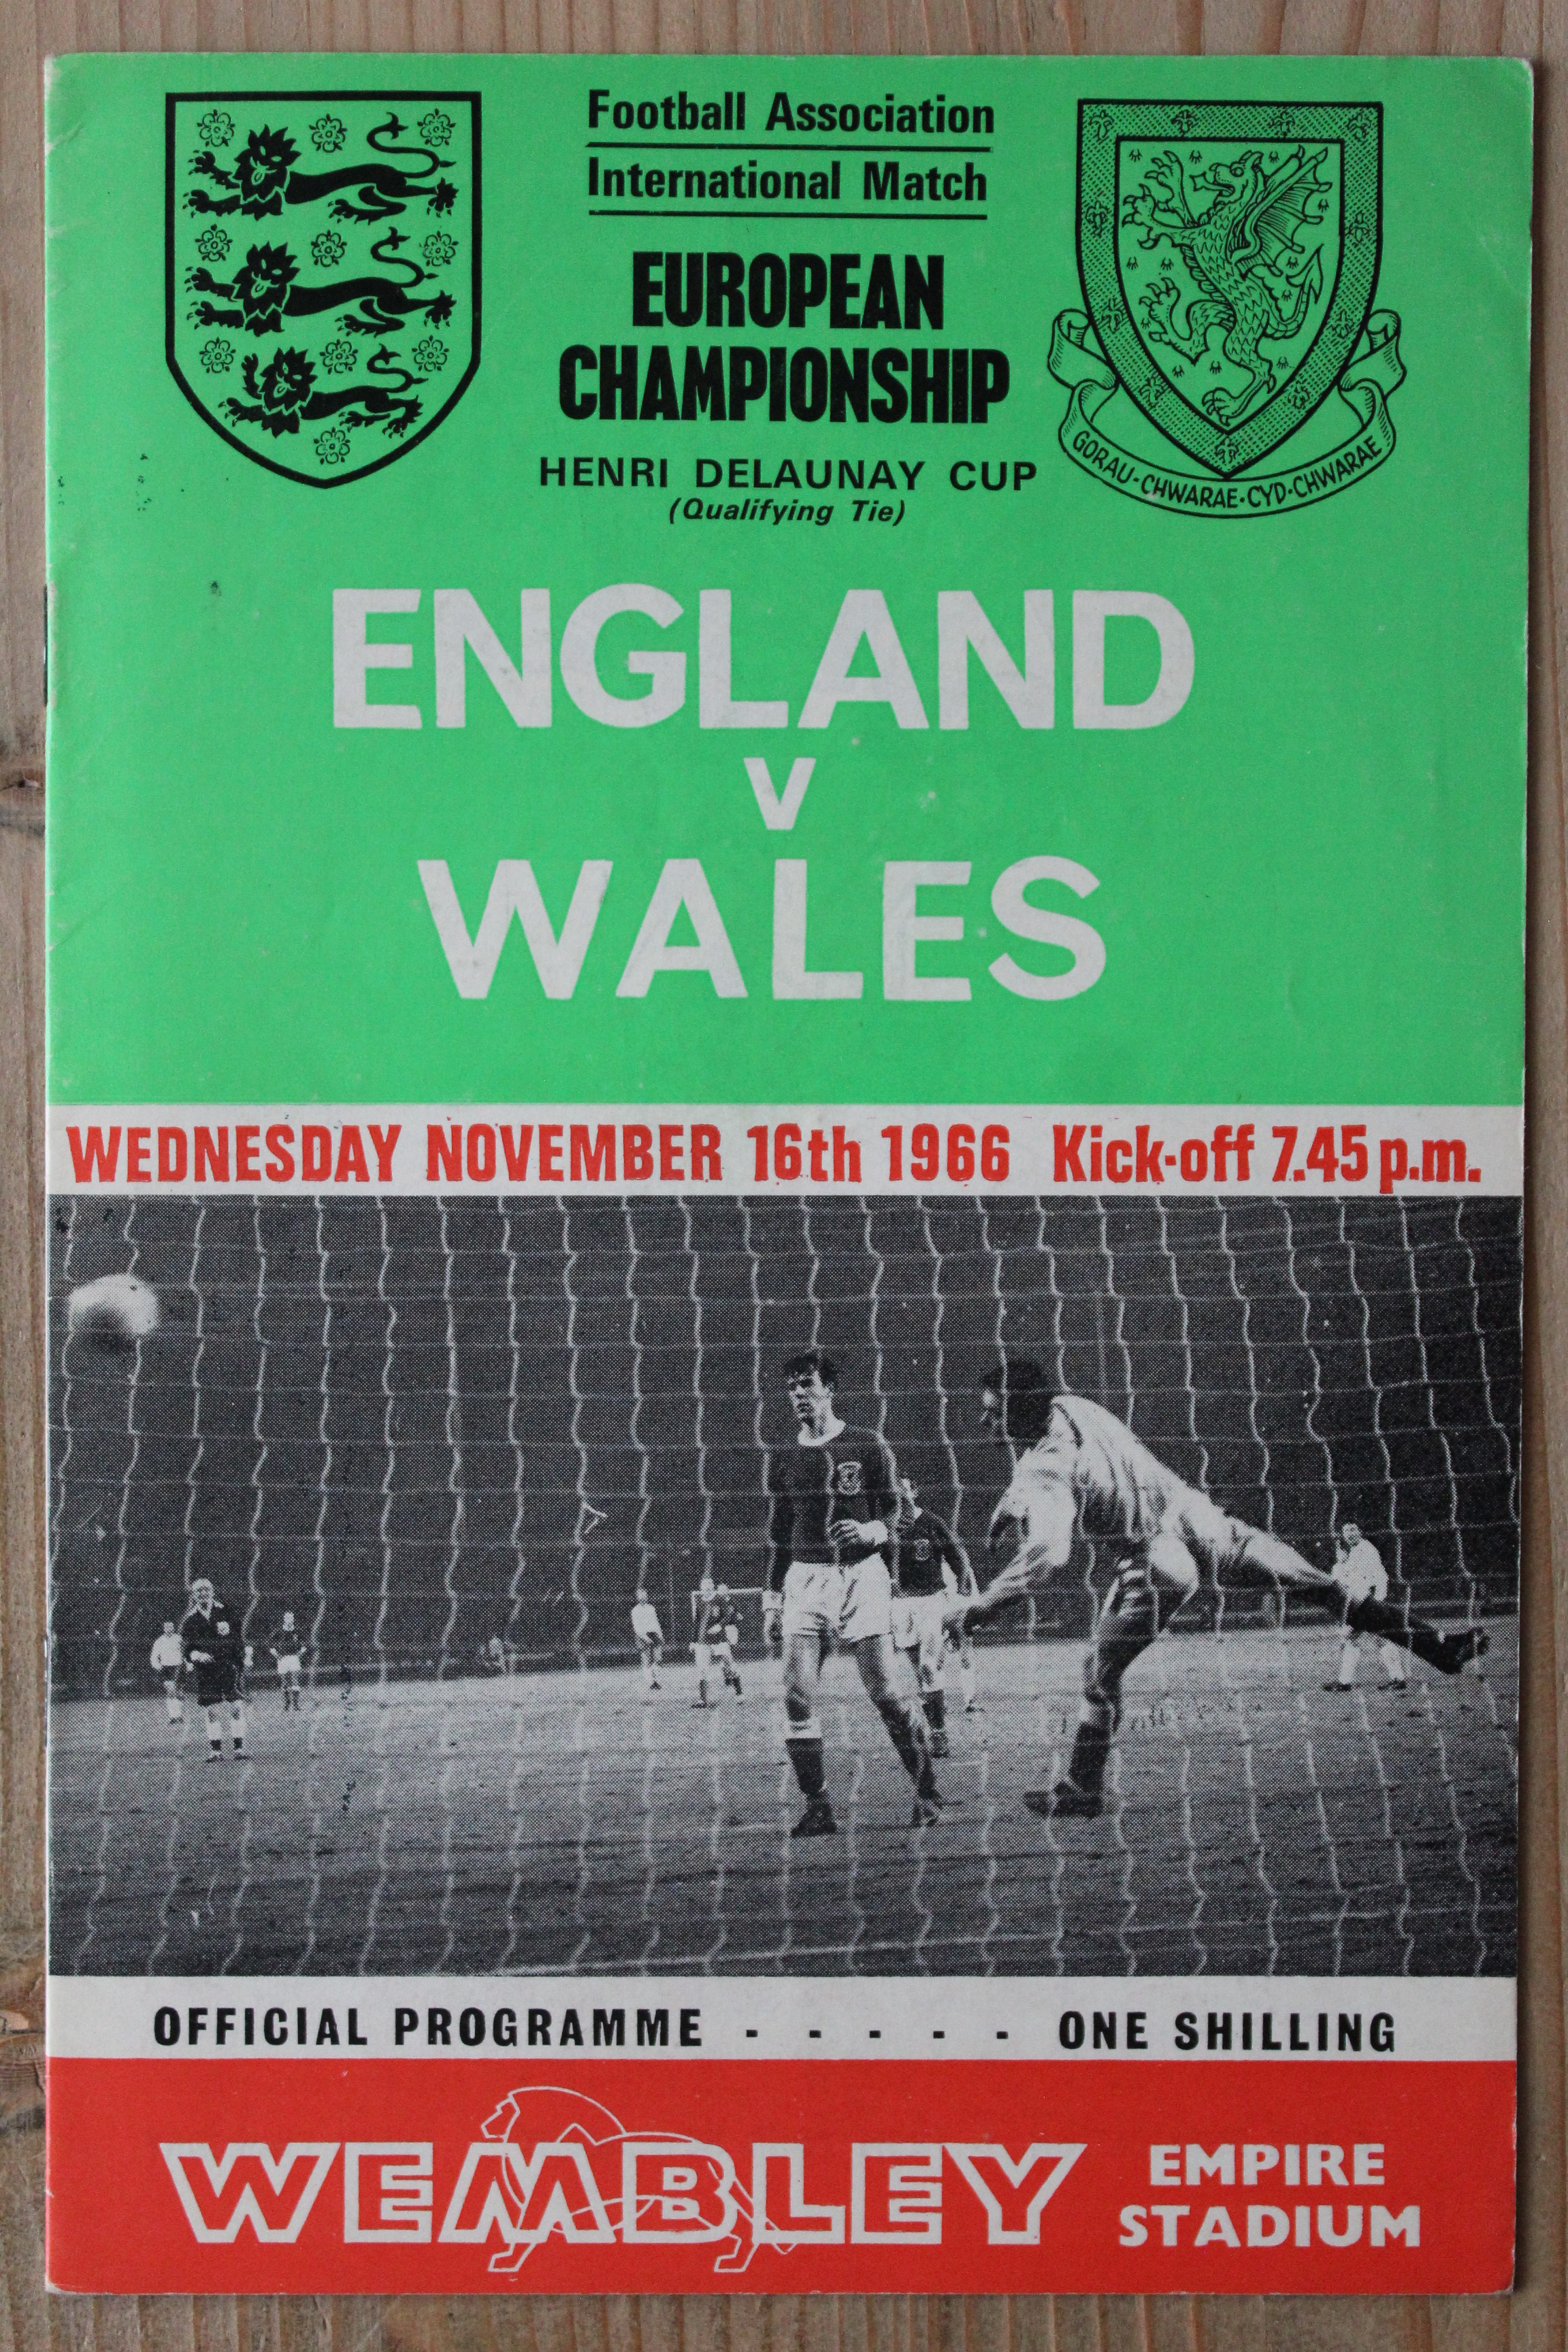 Football Association
International Match
EUROPEAN
CHAMPIONSHIP
HENRI DELAUNAY CUP
(Qualifying Tie)
GORAU-CHWARAE·CYD·CHWARAE
ENGLAND
v
WALES
WEDNESDAY NOVEMBER 16th 1966 Kick-off 7.45 p.m.
OFFICIAL PROGRAMME - - - - - ONE SHILLING
WEMBLEY EMPIRE
STADIUM